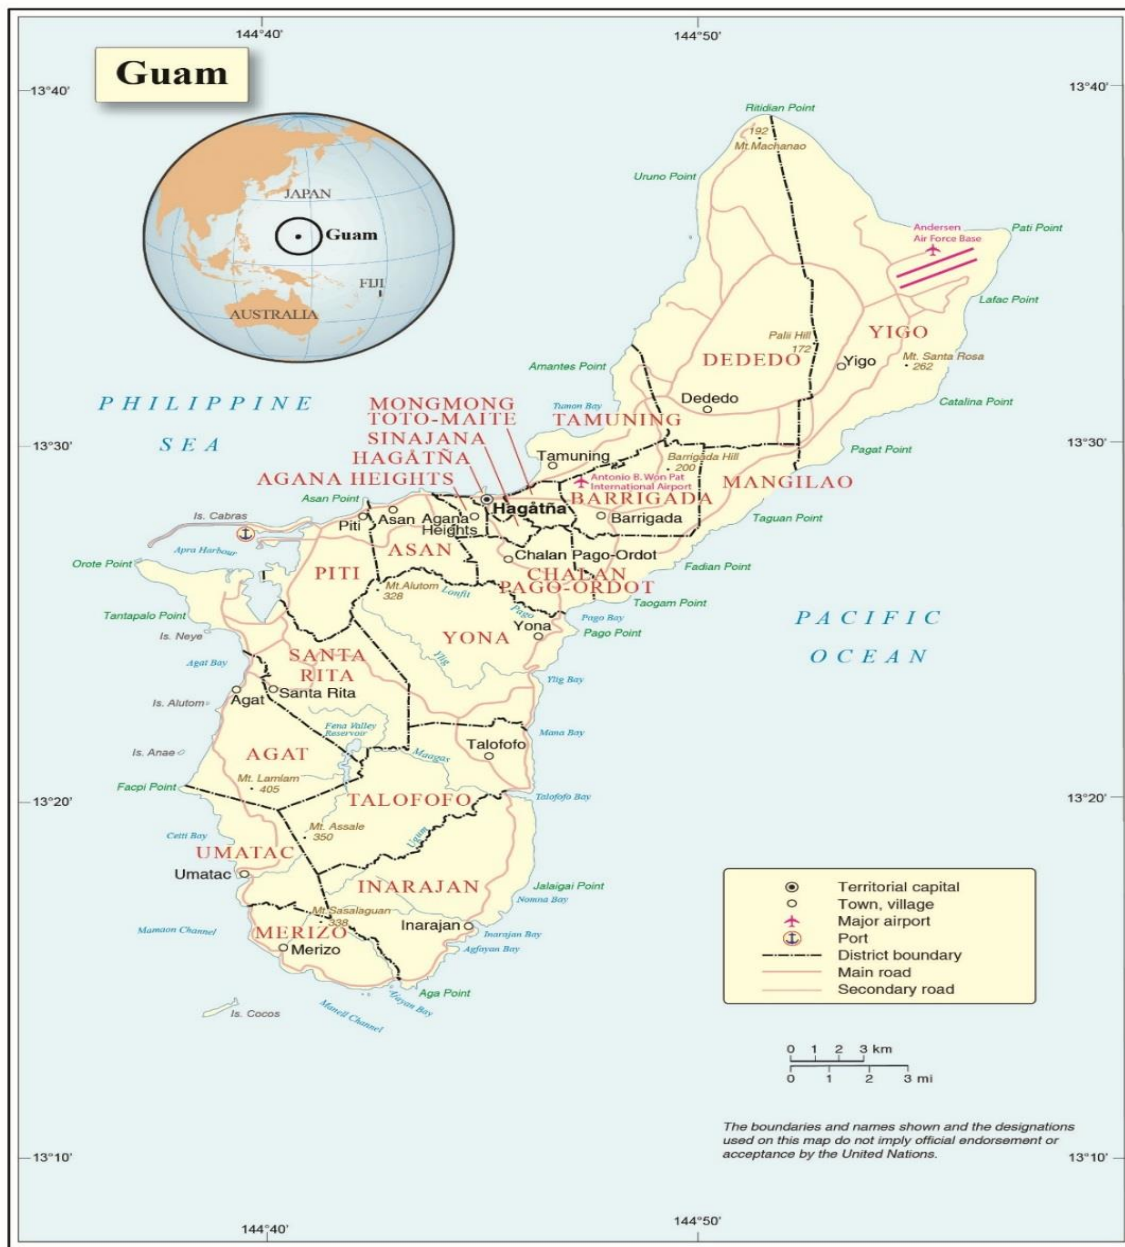 144°40'
144°50'
Guam
13°40'
13°40'
JAPAN
Guam
FIJI
AUSTRALIA
Ritidian Point
192
Mt.Machanao
Uruno Point
Andersen
Air Force Base
Pati Point
Lafac Point
YIGO
Palii Hill
172
DEDEDO
Yigo
Mt. Santa Rosa
262
Amantes Point
Dededo
Catalina Point
PHILIPPINE
SEA
MONGMONG
TOTO-MAITE
SINAJANA
HAGÅTÑA
AGANA HEIGHTS
Tumon Bay
TAMUNING
13°30'
13°30'
Pagat Point
Tamuning
Barrigada Hill
200
Antonio B. Won Pat
International Airport
MANGILAO
BARRIGADA
Asan Point
Hagåtña
Is. Cabras
Piti
Asan
Agana
Heights
Barrigada
Taguan Point
Apra Harbour
ASAN
Chalan Pago-Ordot
Orote Point
PITI
CHALAN
PAGO-ORDOT
Fadian Point
Mt.Alutom
328
Lonfit
Taogam Point
Tantapalo Point
Pago
Pago Bay
PACIFIC
OCEAN
Is. Neye
YONA
Yona
Pago Point
SANTA
RITA
Agat Bay
Ylig
Ylig Bay
Agat
Santa Rita
Is. Alutom
Fena Valley
Reservoir
Mana Bay
Talofofo
Is. Anae
AGAT
Maagas
Mt. Lamlam
405
Facpi Point
TALOFOFO
Talofofo Bay
13°20'
13°20'
Mt. Assale
350
Cetti Bay
Ugum
UMATAC
Umatac
INARAJAN
Jalaigai Point
Nomna Bay
Mt.Sasalaguan
338
Mamaon Channel
MERIZO
Merizo
Inarajan
Inarajan Bay
Agfayan Bay
Aga Point
Ajayan Bay
Is. Cocos
Maneil Channel
Territorial capital
Town, village
Major airport
Port
District boundary
Main road
Secondary road
0 1 2 3 km
0 1 2 3 mi
The boundaries and names shown and the designations
used on this map do not imply official endorsement or
acceptance by the United Nations.
13°10'
13°10'
144°40'
144°50'